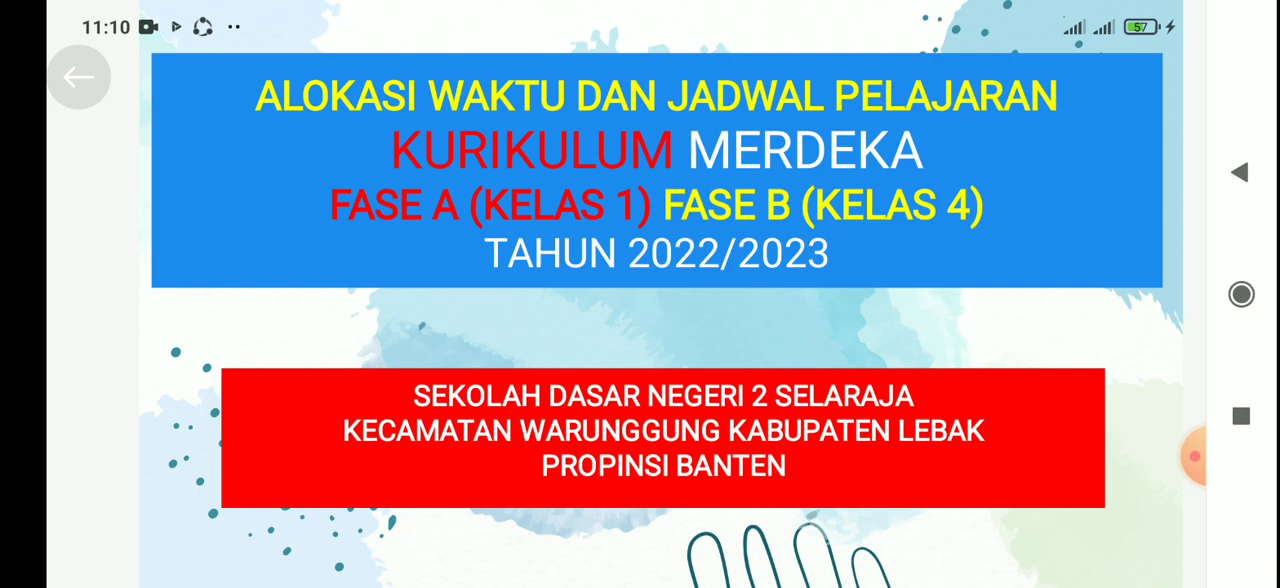 11:10
57
ALOKASI WAKTU DAN JADWAL PELAJARAN
KURIKULUM MERDEKA
FASE A (KELAS 1) FASE B (KELAS 4)
TAHUN 2022/2023
SEKOLAH DASAR NEGERI 2 SELARAJA
KECAMATAN WARUNGGUNG KABUPATEN LEBAK
PROPINSI BANTEN